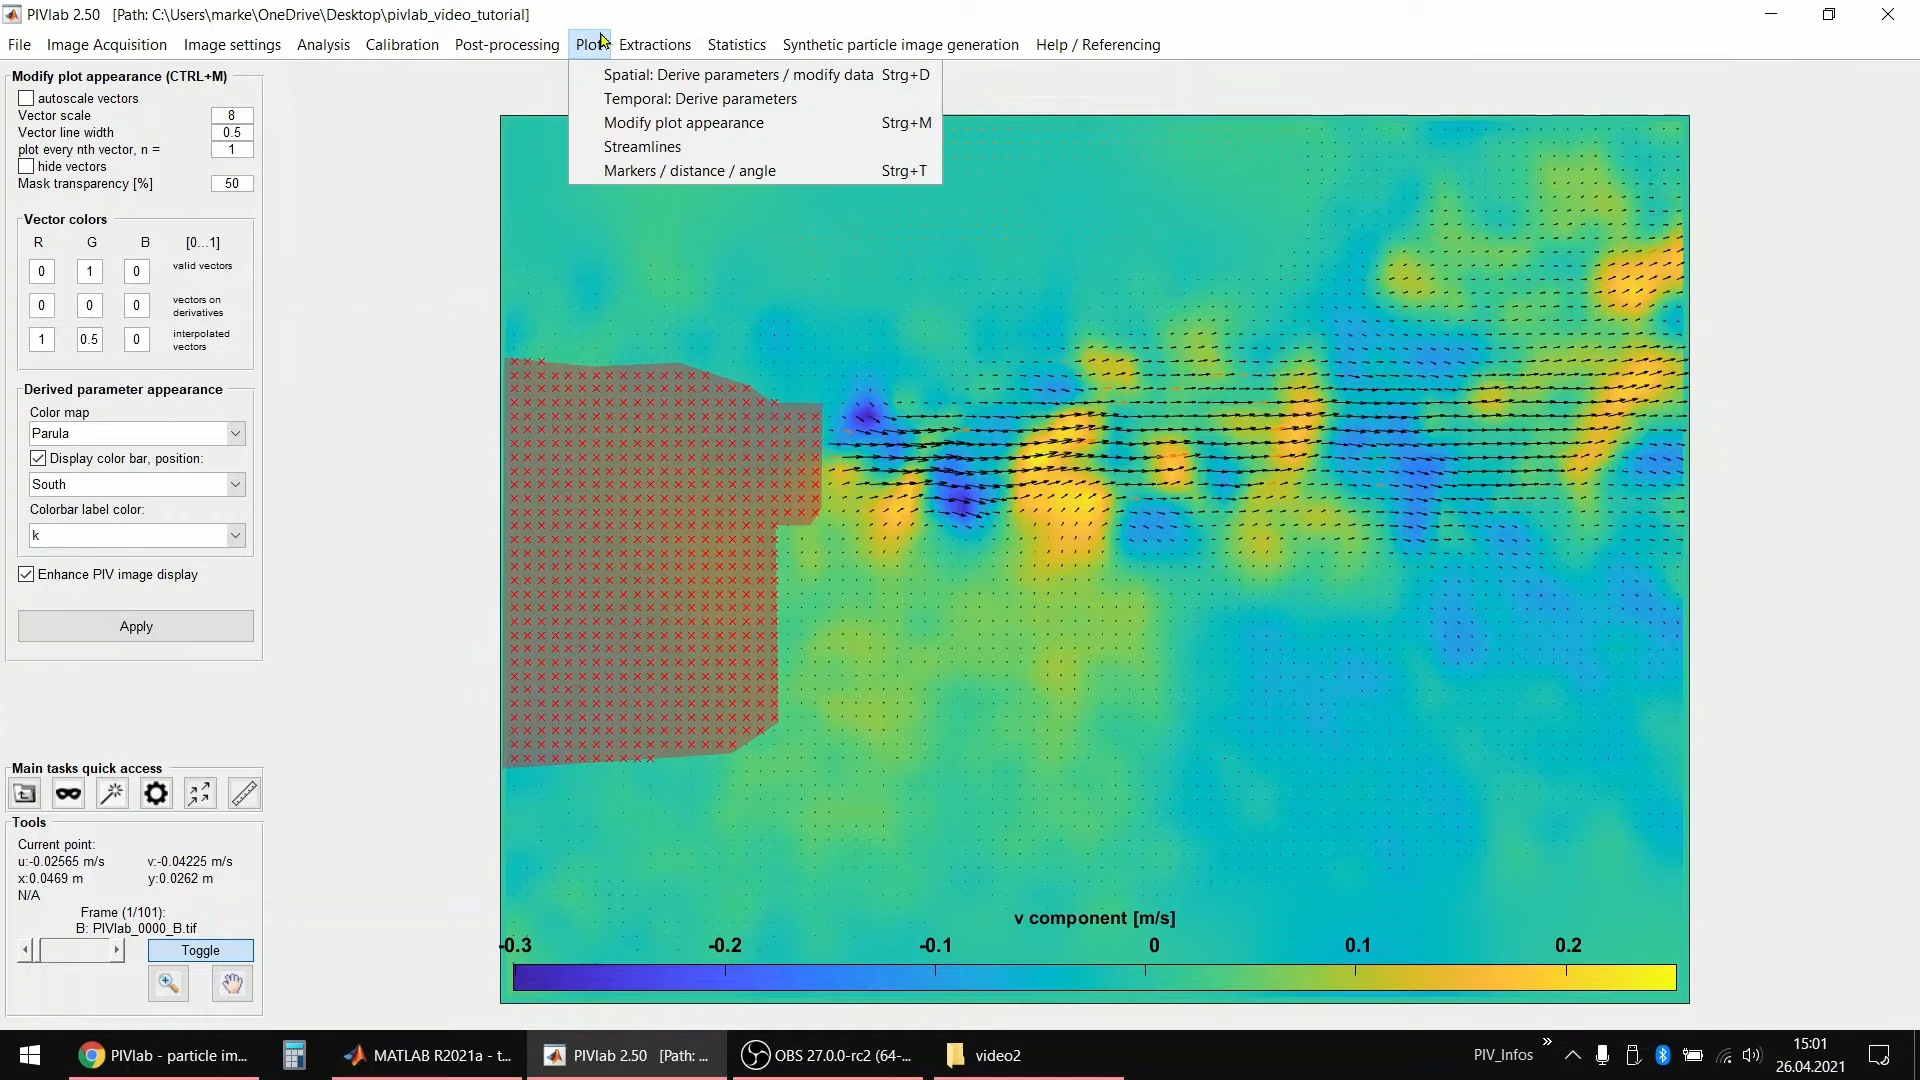 PIVlab 2.50 [Path: C:\Users\marke\OneDrive\Desktop\pivlab_video_tutorial]
File Image Acquisition Image settings Analysis Calibration Post-processing Plot Extractions Statistics Synthetic particle image generation Help / Referencing
Spatial: Derive parameters / modify data Strg+D
Temporal: Derive parameters
Modify plot appearance Strg+M
Streamlines
Markers / distance / angle Strg+T
Modify plot appearance (CTRL+M)
autoscale vectors
Vector scale 8
Vector line width 0.5
plot every nth vector, n = 1
hide vectors
Mask transparency [%] 50
Vector colors
R G B [0...1]
0 1 0 valid vectors
0 0 0 vectors on
derivatives
1 0.5 0 interpolated
vectors
Derived parameter appearance
Color map
Parula
Display color bar, position:
South
Colorbar label color:
k
Enhance PIV image display
Apply
Main tasks quick access
Tools
Current point:
u:-0.02565 m/s v:-0.04225 m/s
x:0.0469 m y:0.0262 m
N/A
Frame (1/101):
B: PIVlab_0000_B.tif
Toggle
v component [m/s]
-0.3 -0.2 -0.1 0 0.1 0.2
PIVlab - particle im... MATLAB R2021a - t... PIVlab 2.50 [Path: ... OBS 27.0.0-rc2 (64-... video2 PIV_Infos
15:01
26.04.2021